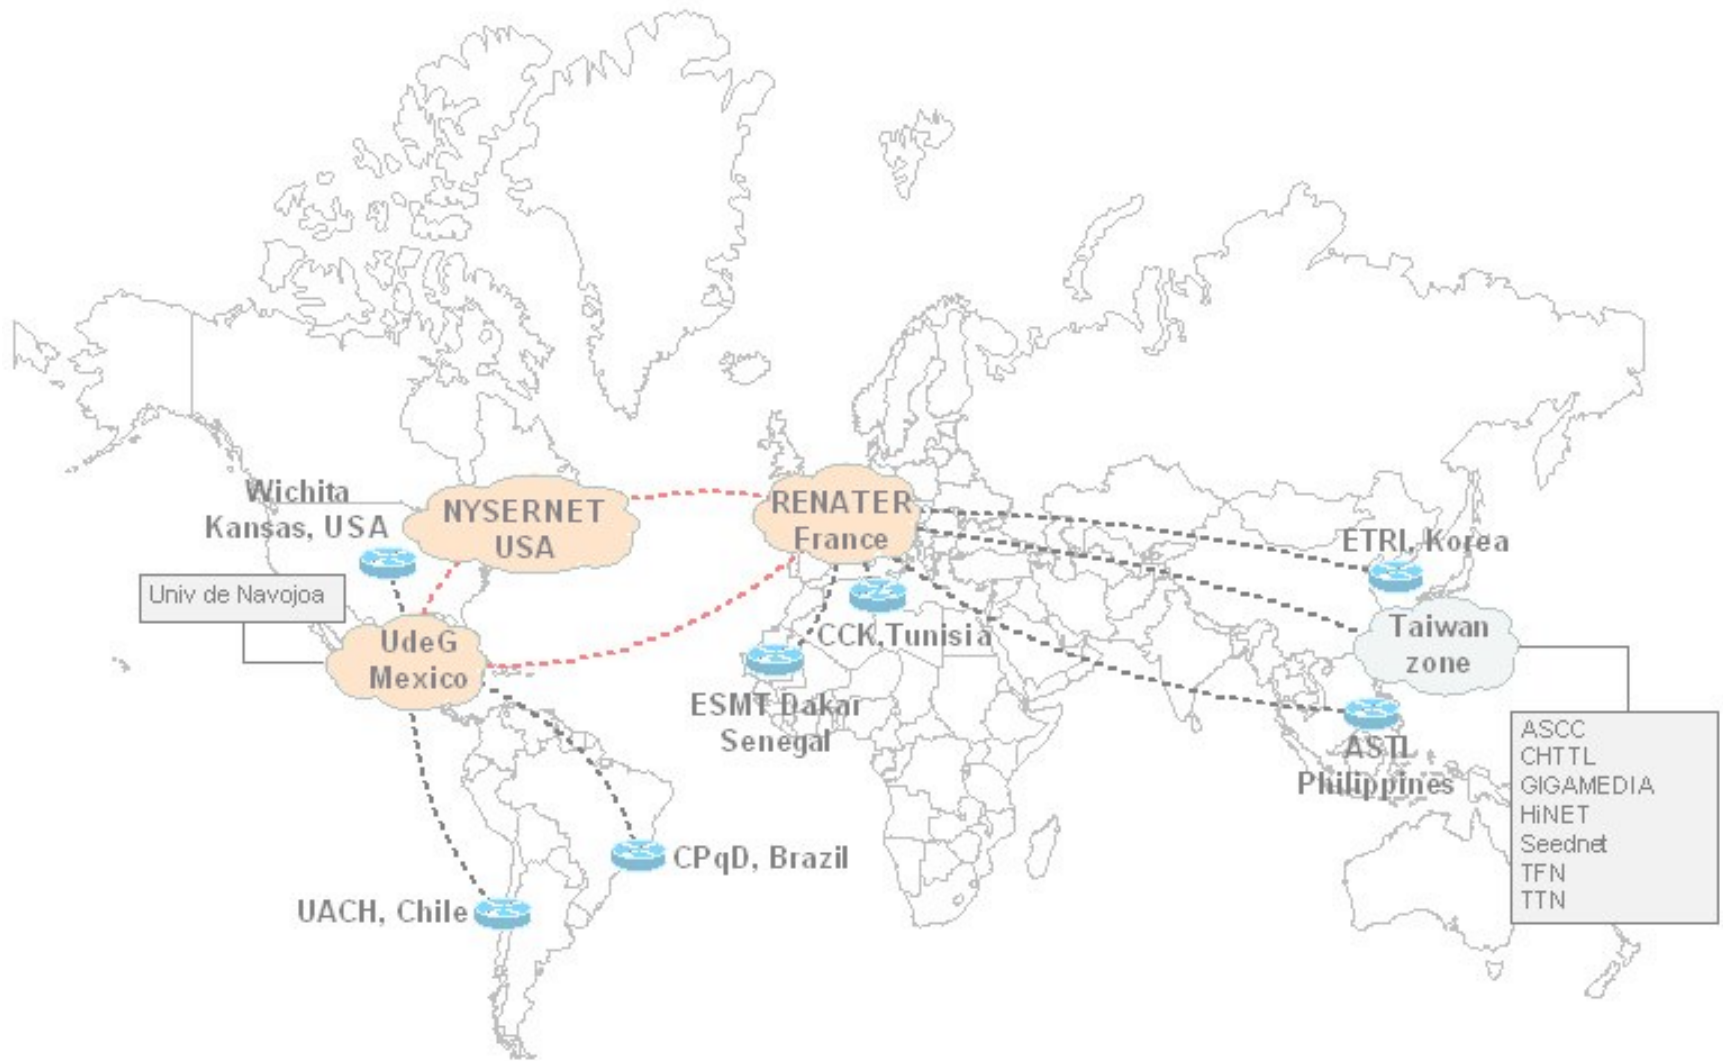 Wichita
Kansas, USA
NYSERNET
USA
RENATER
France
ETRI, Korea
Univ de Navojoa
UdeG
Mexico
CCK,Tunisia
Taiwan
zone
ESMT Dakar
Senegal
ASTI
Philippines
ASCC
CHTTL
GIGAMEDIA
HiNET
Seednet
TFN
TTN
CPqD, Brazil
UACH, Chile